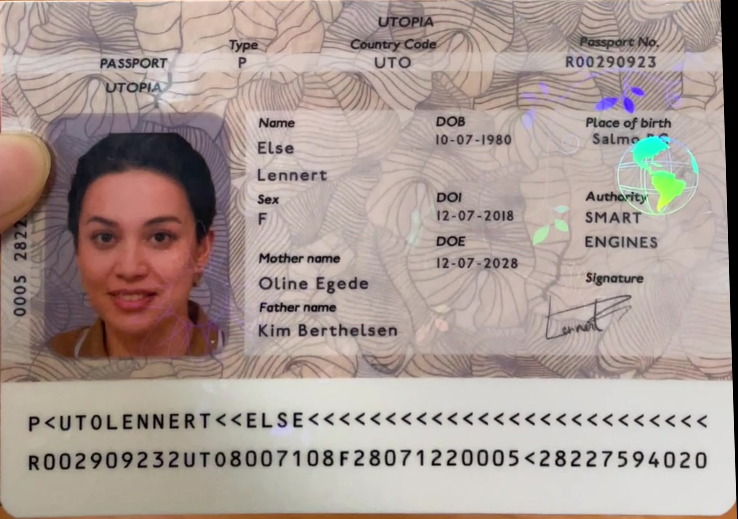 UTOPIA
PASSPORT
UTOPIA
Type
P
Country Code
UTO
Passport No.
R00290923
Name
Else
Lennert
Sex
F
Mother name
Oline Egede
Father name
Kim Berthelsen
DOB
10-07-1980
DOI
12-07-2018
DOE
12-07-2028
Place of birth
Salmo
Authority
SMART
ENGINES
Signature
Lennert
0005 2822
P<UTOLENNERT<<ELSE<<<<<<<<<<<<<<<<<<<<<<<<<<
R002909232UTO8007108F28071220005<28227594020